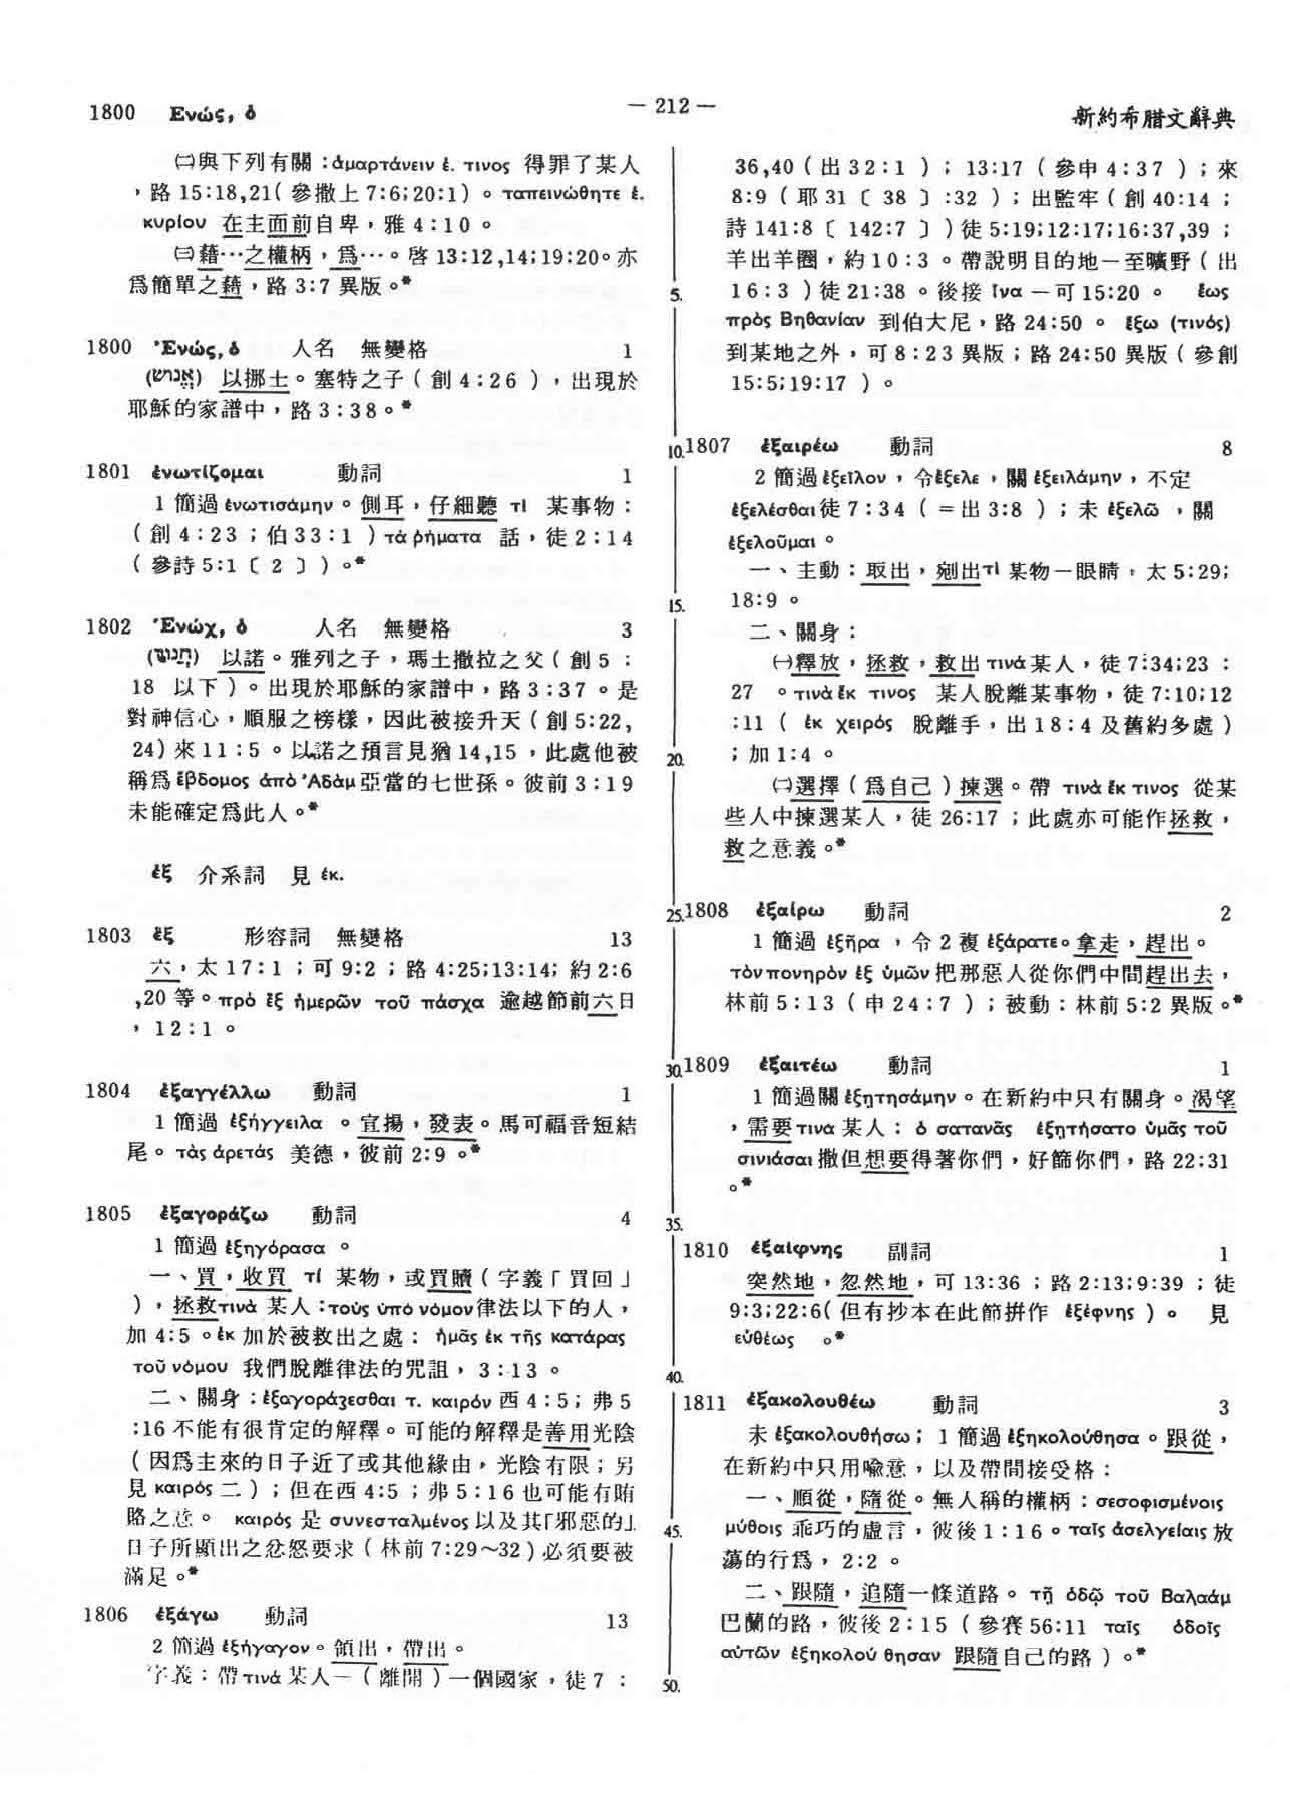 1800 Ενώς, ὁ
— 212 —
新約希腊文辭典
㈡與下列有關：ἁμαρτάνειν ἐ. τινος 得罪了某人
，路 15:18,21( 參撒上 7:6;20:1)。ταπεινώθητε ἐ.
κυρίου 在主面前自卑，雅 4:10。
㈢藉…之權柄，爲…。啓 13:12,14;19:20。亦
爲簡單之藉，路 3:7 異版。*
1800 Ἐνώς, ὁ 人名 無變格 1
(אֱנוֹשׁ) 以挪士。塞特之子（創 4:26），出現於
耶穌的家譜中，路 3:38。*
1801 ἐνωτίζομαι 動詞 1
1 簡過 ἐνωτισάμην。側耳，仔細聽 τὶ 某事物：
（創 4:23；伯 33:1）τὰ ῥήματα 話，徒 2:14
（參詩 5:1〔2〕）。*
1802 Ἐνώχ, ὁ 人名 無變格 3
(חֲנוֹךְ) 以諾。雅列之子，瑪土撒拉之父（創 5：
18 以下）。出現於耶穌的家譜中，路 3:37。是
對神信心，順服之榜樣，因此被接升天（創 5:22,
24) 來 11:5。以諾之預言見猶 14,15，此處他被
稱爲 ἕβδομος ἀπὸ Ἀδὰμ 亞當的七世孫。彼前 3:19
未能確定爲此人。*
ἐξ 介系詞 見 ἐκ.
1803 ἕξ 形容詞 無變格 13
六，太 17:1；可 9:2；路 4:25;13:14; 約 2:6
,20 等。πρὸ ἓξ ἡμερῶν τοῦ πάσχα 逾越節前六日
，12:1。
1804 ἐξαγγέλλω 動詞 1
1 簡過 ἐξήγγειλα。宣揚，發表。馬可福音短結
尾。τὰς ἀρετάς 美德，彼前 2:9。*
1805 ἐξαγοράζω 動詞 4
1 簡過 ἐξηγόρασα 。
一、買，收買 τὶ 某物，或買贖（字義「買回」
），拯救 τινὰ 某人：τοὺς ὑπὸ νόμον 律法以下的人，
加 4:5。ἐκ 加於被救出之處：ἡμᾶς ἐκ τῆς κατάρας
τοῦ νόμου 我們脫離律法的咒詛，3:13。
二、關身：ἐξαγοράζεσθαι τ. καιρόν 西 4:5；弗 5
:16 不能有很肯定的解釋。可能的解釋是善用光陰
（因爲主來的日子近了或其他緣由，光陰有限；另
見 καιρός 二）；但在西 4:5；弗 5:16 也可能有賄
賂之意。 καιρός 是 συνεσταλμένος 以及其「邪惡的」
日子所顯出之忿怒要求（林前 7:29～32) 必須要被
滿足。*
1806 ἐξάγω 動詞 13
2 簡過 ἐξήγαγον。領出，帶出。
字義：帶 τινά 某人—（離開）一個國家，徒 7：
36,40（出 32:1）；13:17（參申 4:37）；來
8:9（耶 31〔38〕:32）；出監牢（創 40:14；
詩 141:8〔142:7〕）徒 5:19;12:17;16:37,39；
羊出羊圈，約 10:3。帶說明目的地—至曠野（出
5. 16:3）徒 21:38。後接 ἵνα —可 15:20。 ἕως
πρὸς Βηθανίαν 到伯大尼，路 24:50。ἔξω (τινός)
到某地之外，可 8:23 異版；路 24:50 異版（參創
15:5;19:17）。
10. 1807 ἐξαιρέω 動詞 8
2 簡過 ἐξεῖλον，令 ἔξελε，關 ἐξειλάμην，不定
ἐξελέσθαι 徒 7:34（=出 3:8）；未 ἐξελῶ ，關
ἐξελοῦμαι。
一、主動：取出，剜出 τὶ 某物—眼睛，太 5:29;
15. 18:9。
二、關身：
㈠釋放，拯救，救出 τινά 某人，徒 7:34;23：
27 。τινὰ ἐκ τινος 某人脫離某事物，徒 7:10;12
:11（ ἐκ χειρός 脫離手，出 18:4 及舊約多處）
20. ；加 1:4。
㈡選擇（爲自己）揀選。帶 τινὰ ἐκ τινος 從某
些人中揀選某人，徒 26:17；此處亦可能作拯救，
救之意義。*
25. 1808 ἐξαίρω 動詞 2
1 簡過 ἐξῆρα ，令 2 複 ἐξάρατε。拿走，趕出。
τὸν πονηρὸν ἐξ ὑμῶν 把那惡人從你們中間趕出去，
林前 5:13（申 24:7）；被動：林前 5:2 異版。*
30. 1809 ἐξαιτέω 動詞 1
1 簡過關 ἐξῃτησάμην。在新約中只有關身。渴望
，需要 τινα 某人：ὁ σατανᾶς ἐξῃτήσατο ὑμᾶς τοῦ
σινιάσαι 撒但想要得著你們，好篩你們，路 22:31
。*
35.
1810 ἐξαίφνης 副詞 1
突然地，忽然地，可 13:36；路 2:13;9:39；徒
9:3;22:6( 但有抄本在此節拼作 ἐξέφνης）。 見
εὐθέως 。*
40.
1811 ἐξακολουθέω 動詞 3
未 ἐξακολουθήσω；1 簡過 ἐξηκολούθησα。跟從，
在新約中只用喩意，以及帶間接受格：
一、順從，隨從。無人稱的權柄：σεσοφισμένοις
45. μύθοις 乖巧的虛言，彼後 1:16。ταῖς ἀσελγείαις 放
蕩的行爲，2:2。
二、跟隨，追隨一條道路。τῇ ὁδῷ τοῦ Βαλαάμ
巴蘭的路，彼後 2:15（參賽 56:11 ταῖς ὁδοῖς
αὐτῶν ἐξηκολού θησαν 跟隨自己的路）。*
50.